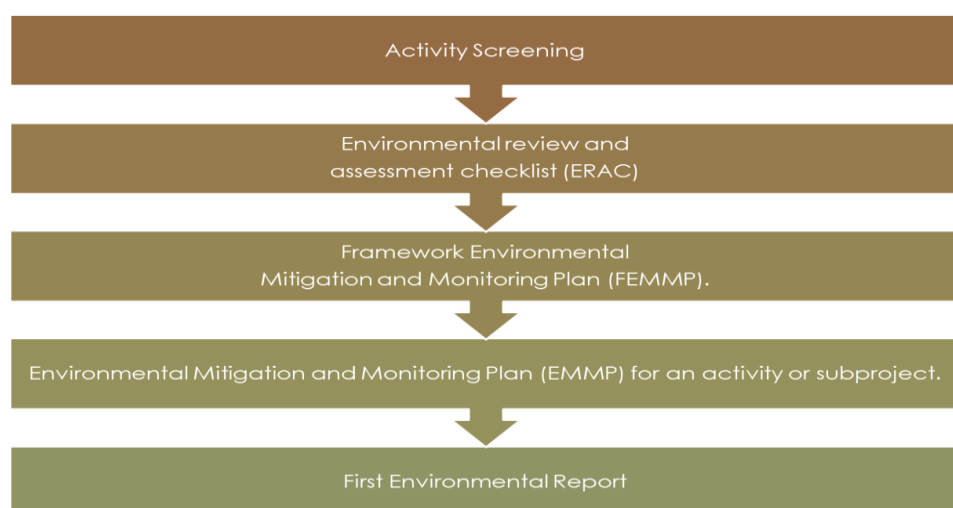 Activity Screening
Environmental review and
assessment checklist (ERAC)
Framework Environmental
Mitigation and Monitoring Plan (FEMMP).
Environmental Mitigation and Monitoring Plan (EMMP) for an activity or subproject.
First Environmental Report